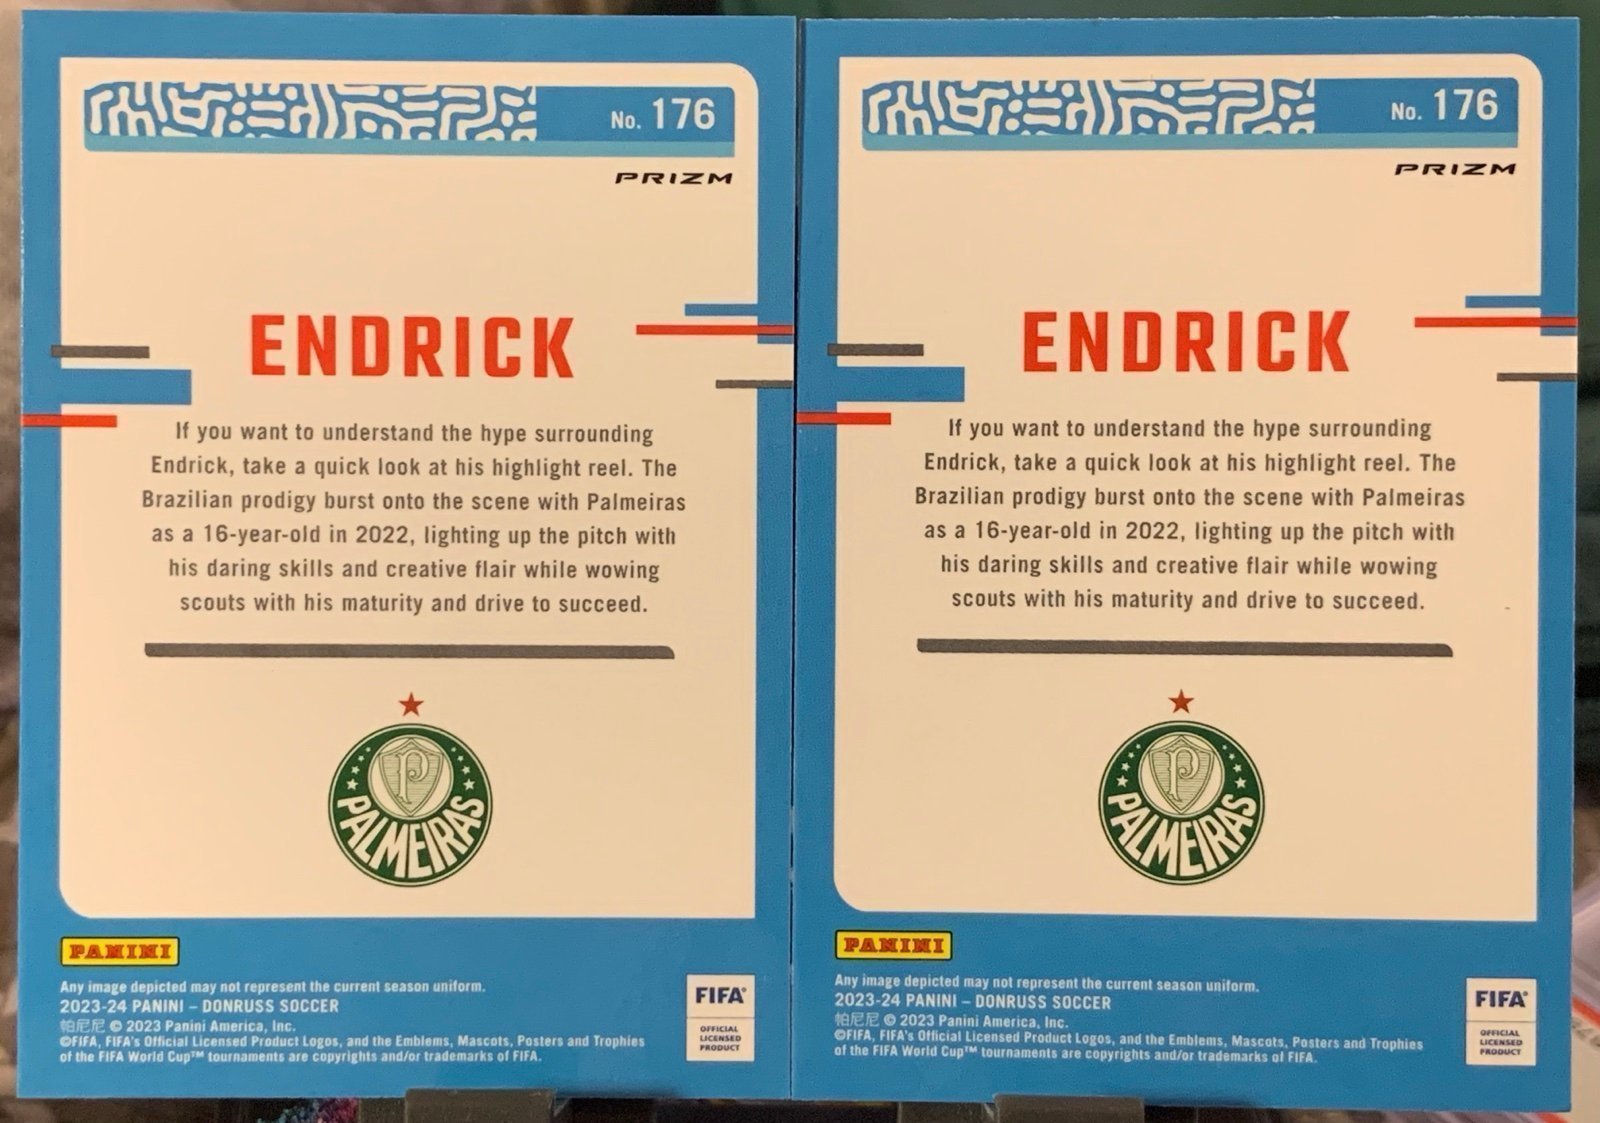 No. 176
PRIZM
ENDRICK
If you want to understand the hype surrounding
Endrick, take a quick look at his highlight reel. The
Brazilian prodigy burst onto the scene with Palmeiras
as a 16-year-old in 2022, lighting up the pitch with
his daring skills and creative flair while wowing
scouts with his maturity and drive to succeed.
P
PALMEIRAS
PANINI
Any image depicted may not represent the current season uniform.
2023-24 PANINI – DONRUSS SOCCER
帕尼尼 © 2023 Panini America, Inc.
©FIFA, FIFA's Official Licensed Product Logos, and the Emblems, Mascots, Posters and Trophies
of the FIFA World Cup™ tournaments are copyrights and/or trademarks of FIFA.
FIFA®
OFFICIAL
LICENSED
PRODUCT
No. 176
PRIZM
ENDRICK
If you want to understand the hype surrounding
Endrick, take a quick look at his highlight reel. The
Brazilian prodigy burst onto the scene with Palmeiras
as a 16-year-old in 2022, lighting up the pitch with
his daring skills and creative flair while wowing
scouts with his maturity and drive to succeed.
P
PALMEIRAS
PANINI
Any image depicted may not represent the current season uniform.
2023-24 PANINI – DONRUSS SOCCER
帕尼尼 © 2023 Panini America, Inc.
©FIFA, FIFA's Official Licensed Product Logos, and the Emblems, Mascots, Posters and Trophies
of the FIFA World Cup™ tournaments are copyrights and/or trademarks of FIFA.
FIFA®
OFFICIAL
LICENSED
PRODUCT